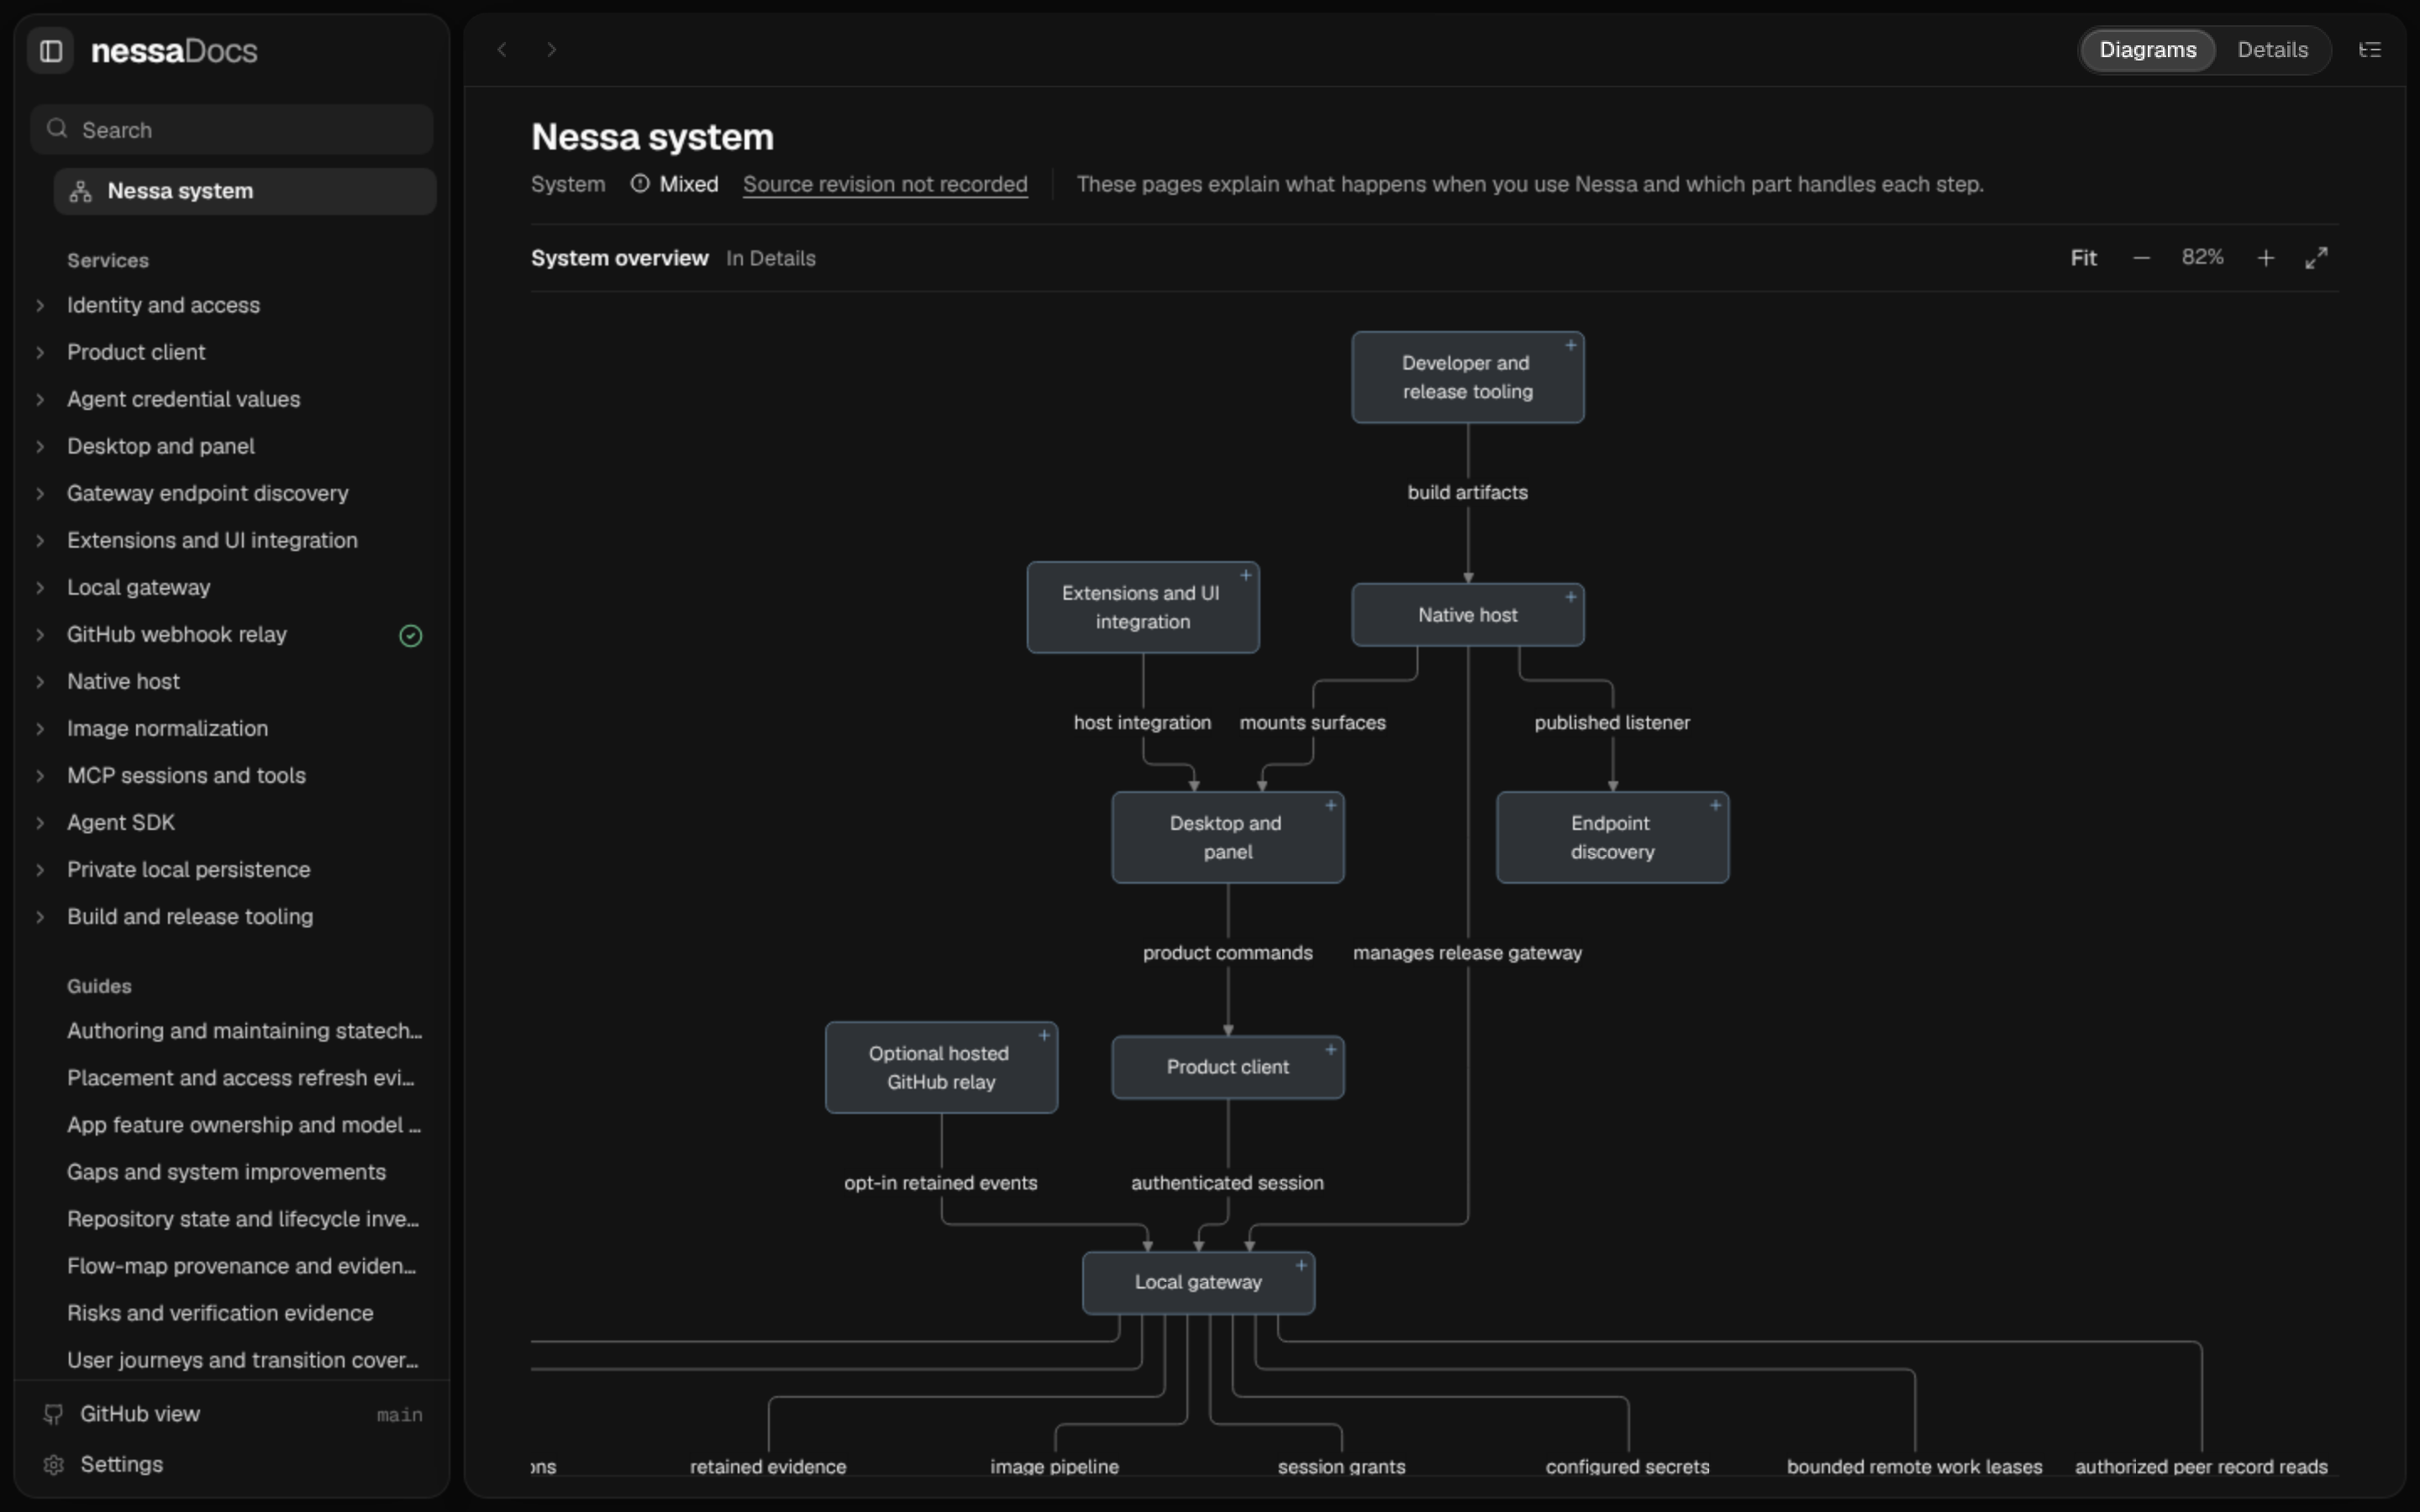 nessaDocs
Search
Nessa system
Services
Identity and access
Product client
Agent credential values
Desktop and panel
Gateway endpoint discovery
Extensions and UI integration
Local gateway
GitHub webhook relay
Native host
Image normalization
MCP sessions and tools
Agent SDK
Private local persistence
Build and release tooling
Guides
Authoring and maintaining statech...
Placement and access refresh evi...
App feature ownership and model ...
Gaps and system improvements
Repository state and lifecycle inve...
Flow-map provenance and eviden...
Risks and verification evidence
User journeys and transition cover...
GitHub view main
Settings
Diagrams Details
Nessa system
System Mixed Source revision not recorded These pages explain what happens when you use Nessa and which part handles each step.
System overview In Details Fit — 82% +
Developer and
release tooling
build artifacts
Extensions and UI
integration
Native host
host integration mounts surfaces published listener
Desktop and
panel
Endpoint
discovery
product commands manages release gateway
Optional hosted
GitHub relay
Product client
opt-in retained events authenticated session
Local gateway
ons retained evidence image pipeline session grants configured secrets bounded remote work leases authorized peer record reads